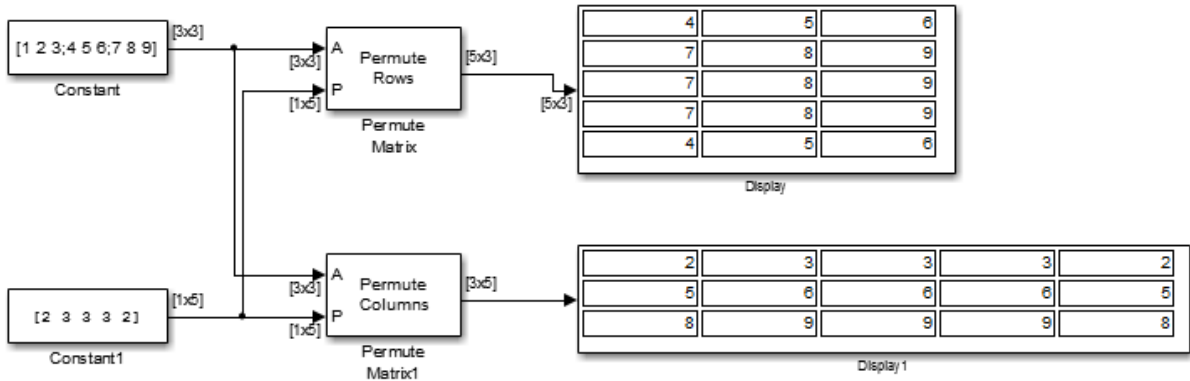 [1 2 3;4 5 6;7 8 9]
Constant
[3x3]
[3x3]
[1x5]
A
P
Permute
Rows
Permute
Matrix
[5x3]
[5x3]
4 5 6
7 8 9
7 8 9
7 8 9
4 5 6
Display
[2 3 3 3 2]
Constant1
[1x5]
[3x3]
[1x5]
A
P
Permute
Columns
Permute
Matrix1
[3x5]
2 3 3 3 2
5 6 6 6 5
8 9 9 9 8
Display1